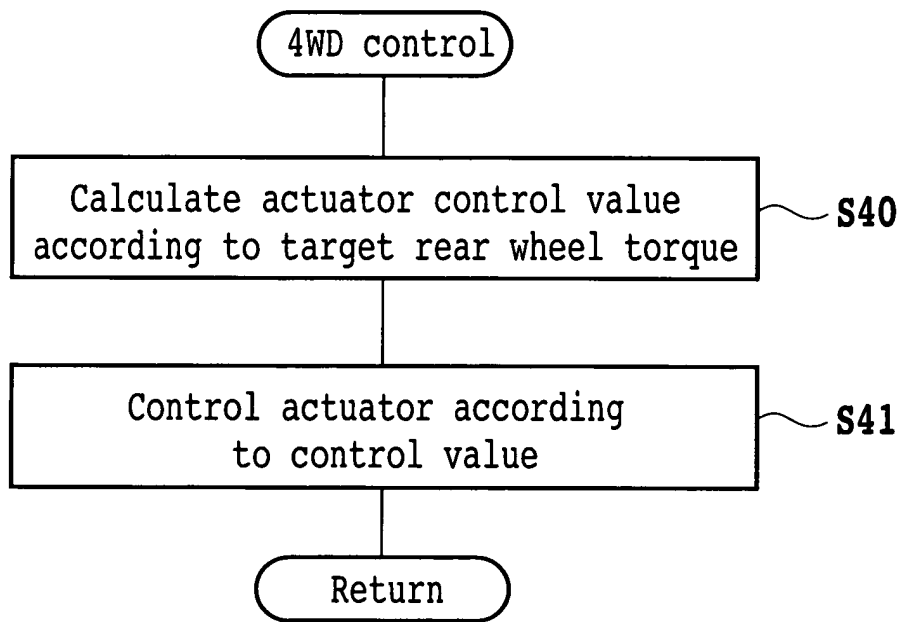 4WD control
Calculate actuator control value
according to target rear wheel torque
S40
Control actuator according
to control value
S41
Return